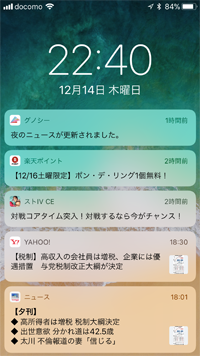 docomo 84%
22:40
12月14日 木曜日
グノシー 1時間前
夜のニュースが更新されました。
楽天ポイント 2時間前
【12/16土曜限定】ポン・デ・リング1個無料！
ストIV CE 2時間前
対戦コアタイム突入！対戦するなら今がチャンス！
YAHOO! 18:30
【税制】高収入の会社員は増税、企業には優
遇措置 与党税制改正大綱が決定
ニュース 18:01
【夕刊】
◆ 高所得者は増税 税制大綱決定
◆ 出世意欲 分かれ道は42.5歳
◆ 太川 不倫報道の妻「信じる」